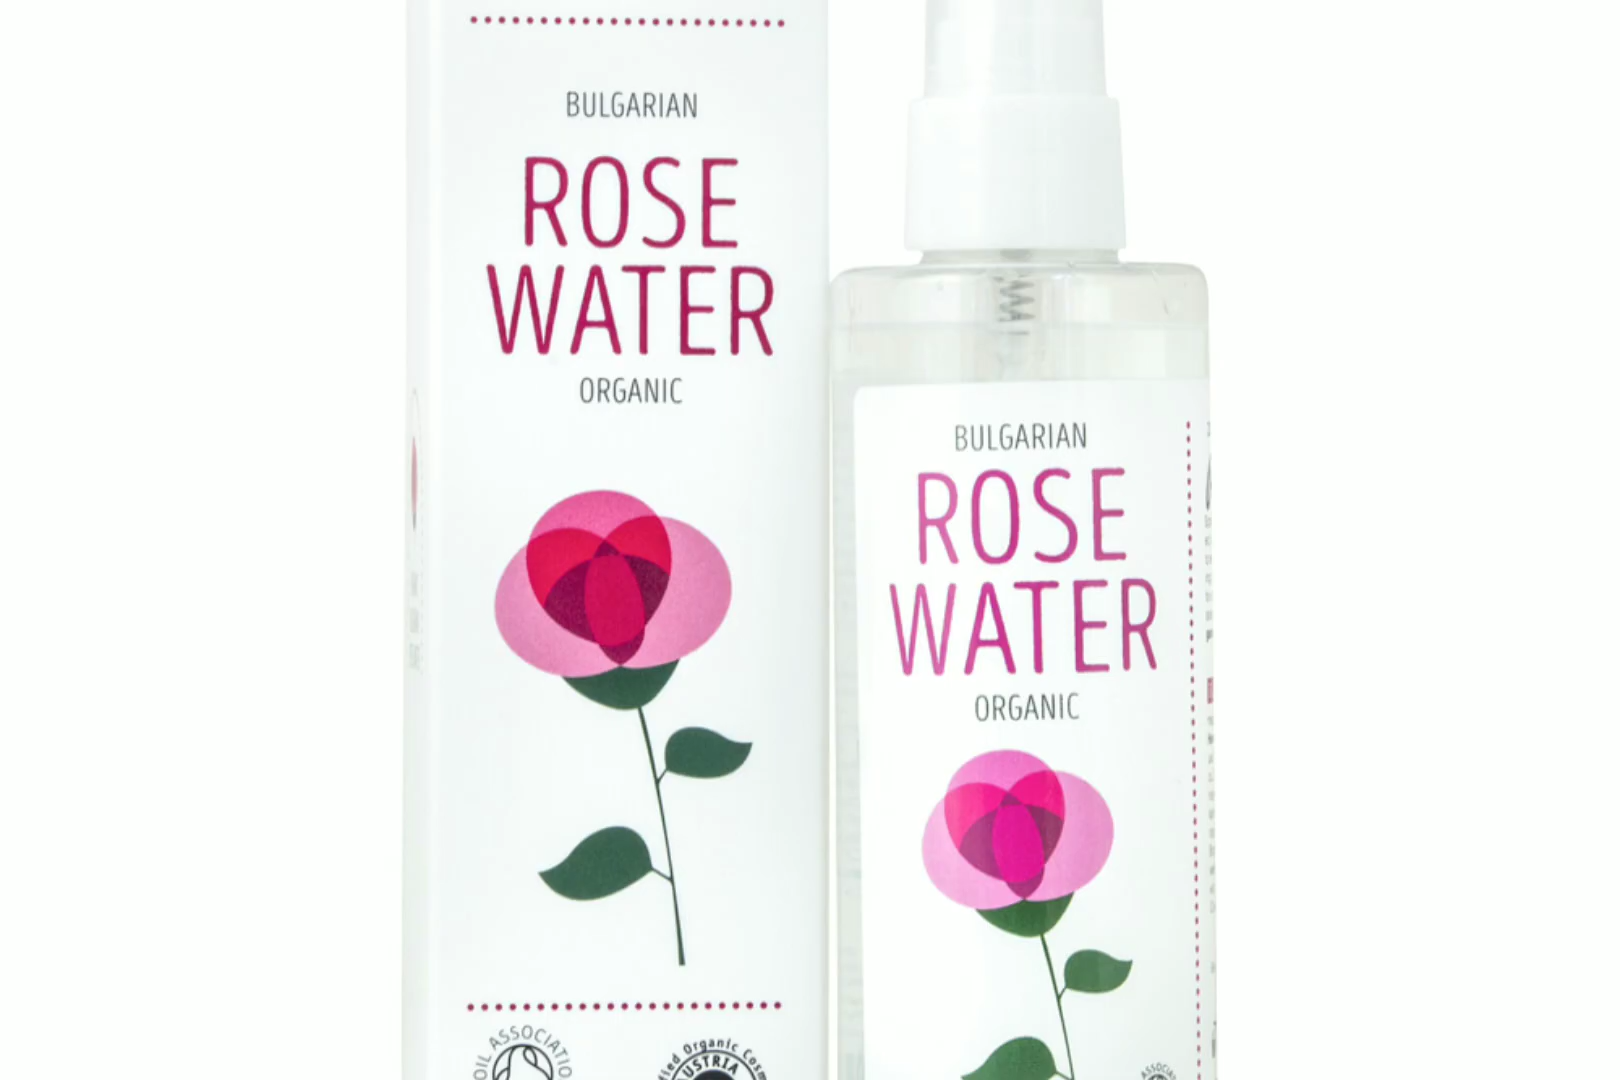 BULGARIAN
ROSE
WATER
ORGANIC
BULGARIAN
ROSE
WATER
ORGANIC